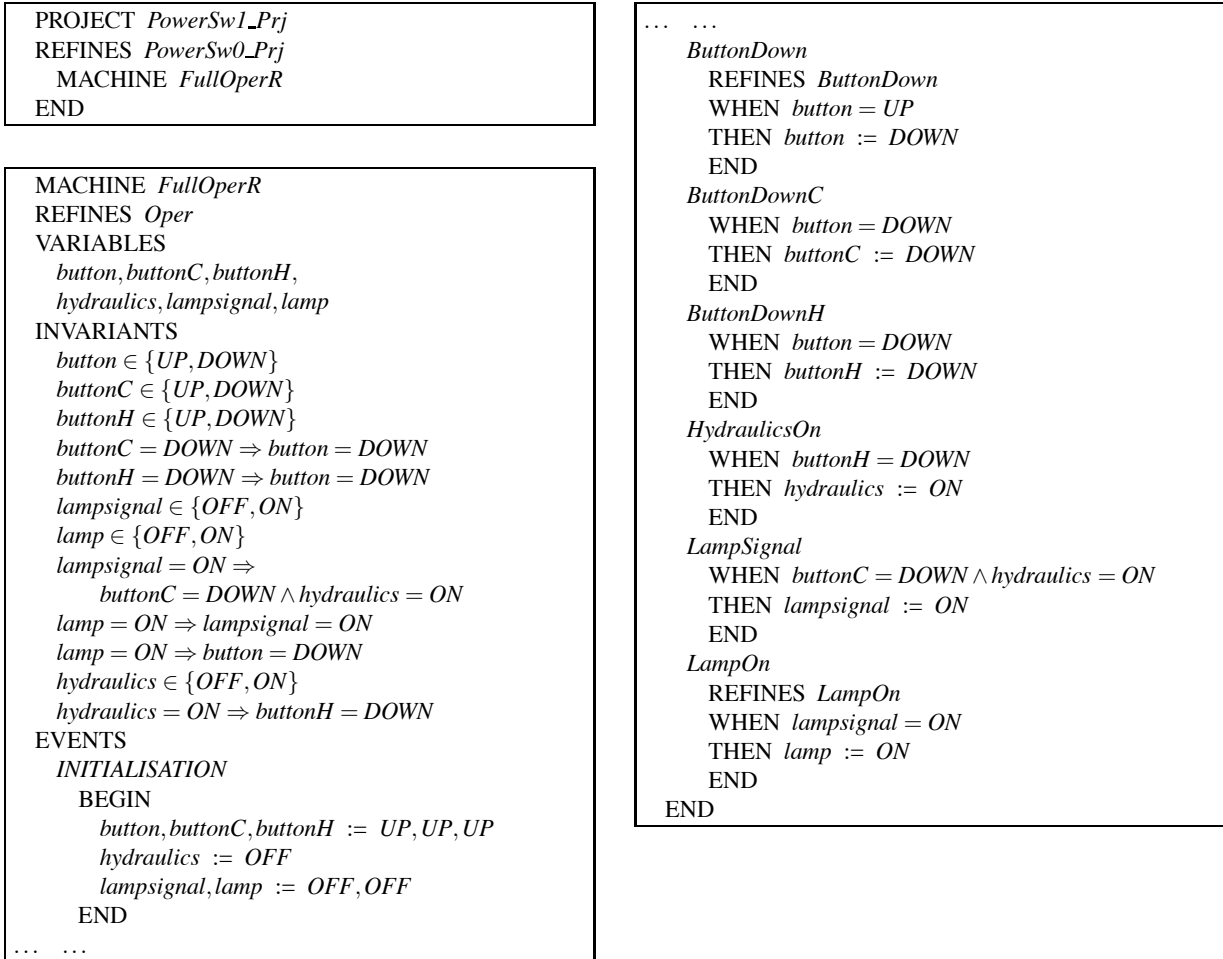 PROJECT PowerSw1_Prj
REFINES PowerSw0_Prj
MACHINE FullOperR
END
MACHINE FullOperR
REFINES Oper
VARIABLES
button,buttonC,buttonH,
hydraulics,lampsignal,lamp
INVARIANTS
button ∈ {UP,DOWN}
buttonC ∈ {UP,DOWN}
buttonH ∈ {UP,DOWN}
buttonC = DOWN ⇒ button = DOWN
buttonH = DOWN ⇒ button = DOWN
lampsignal ∈ {OFF,ON}
lamp ∈ {OFF,ON}
lampsignal = ON ⇒
buttonC = DOWN ∧ hydraulics = ON
lamp = ON ⇒ lampsignal = ON
lamp = ON ⇒ button = DOWN
hydraulics ∈ {OFF,ON}
hydraulics = ON ⇒ buttonH = DOWN
EVENTS
INITIALISATION
BEGIN
button,buttonC,buttonH := UP,UP,UP
hydraulics := OFF
lampsignal,lamp := OFF,OFF
END
... ...
... ...
ButtonDown
REFINES ButtonDown
WHEN button = UP
THEN button := DOWN
END
ButtonDownC
WHEN button = DOWN
THEN buttonC := DOWN
END
ButtonDownH
WHEN button = DOWN
THEN buttonH := DOWN
END
HydraulicsOn
WHEN buttonH = DOWN
THEN hydraulics := ON
END
LampSignal
WHEN buttonC = DOWN ∧ hydraulics = ON
THEN lampsignal := ON
END
LampOn
REFINES LampOn
WHEN lampsignal = ON
THEN lamp := ON
END
END